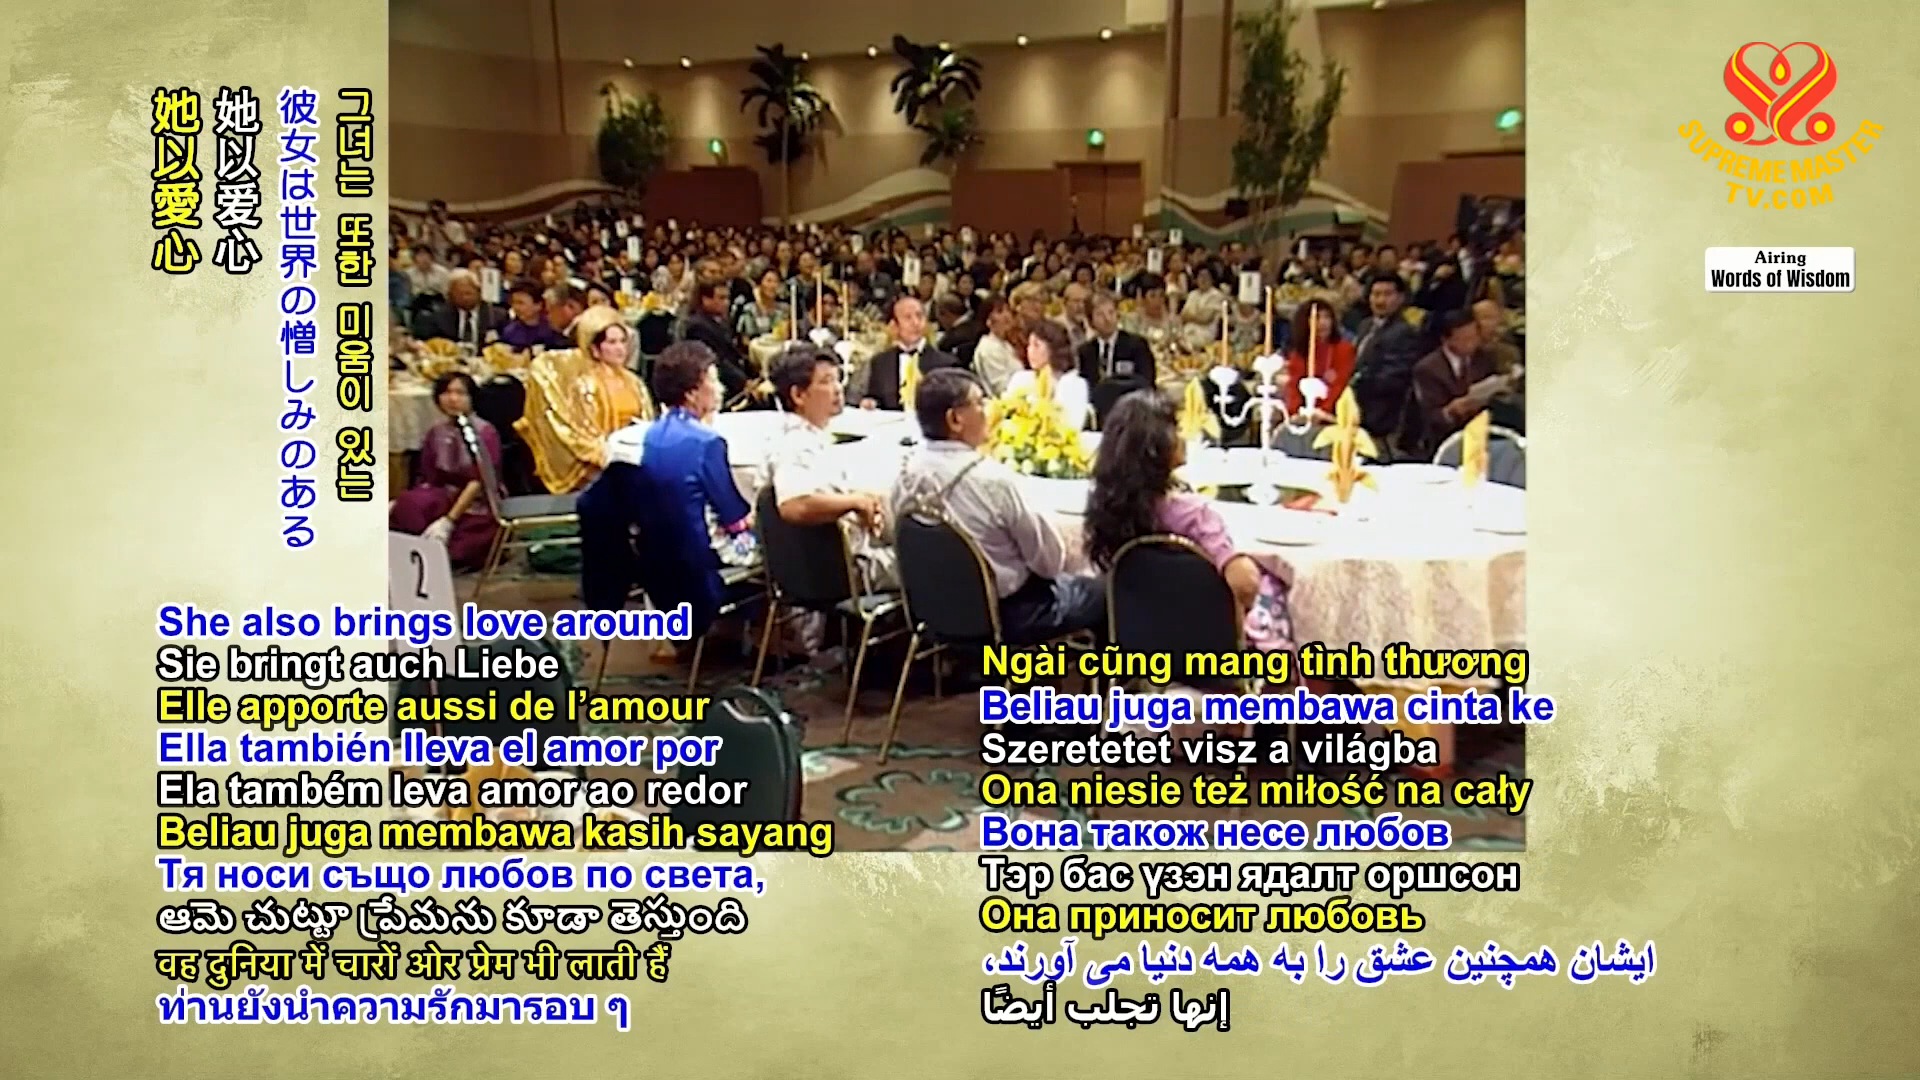 她以愛心
她以爱心
彼女は世界の憎しみのある
그녀는 또한 미움이 있는
SUPREME MASTER
TV.COM
Airing
Words of Wisdom
2
She also brings love around
Sie bringt auch Liebe
Elle apporte aussi de l’amour
Ella también lleva el amor por
Ela também leva amor ao redor
Beliau juga membawa kasih sayang
Тя носи също любов по света,
ఆమె చుట్టూ ప్రేమను కూడా తెస్తుంది
वह दुनिया में चारों ओर प्रेम भी लाती हैं
ท่านยังนำความรักมารอบ ๆ
Ngài cũng mang tình thương
Beliau juga membawa cinta ke
Szeretetet visz a világba
Ona niesie też miłość na cały
Вона також несе любов
Тэр бас үзэн ядалт оршсон
Она приносит любовь
ایشان همچنین عشق را به همه دنیا می آورند،
إنها تجلب أيضًا